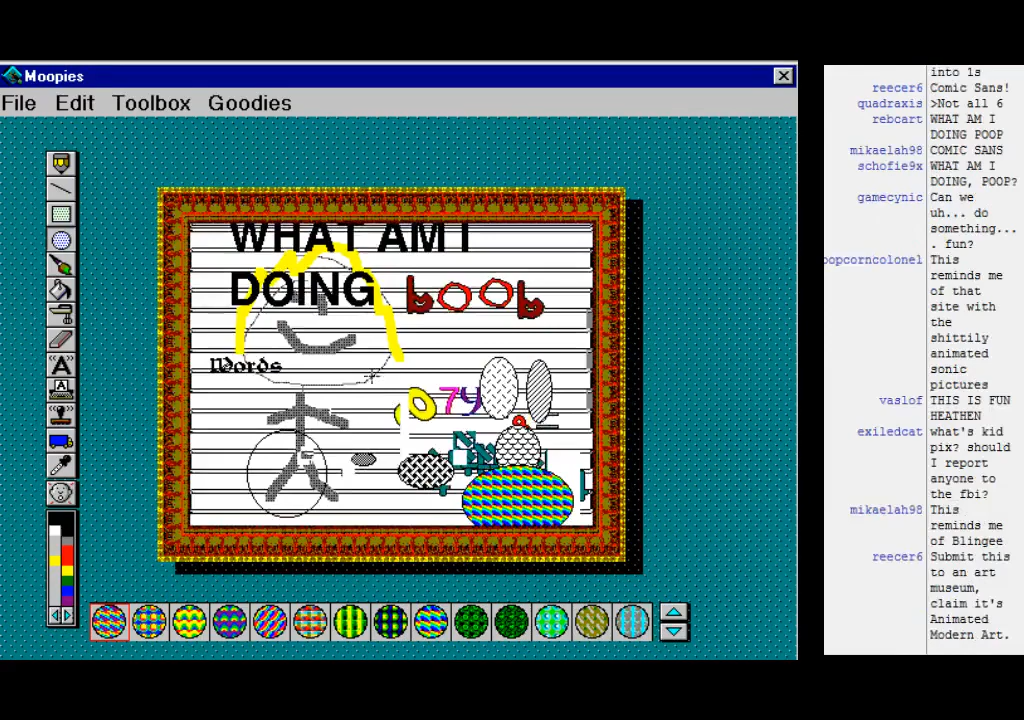 Moopies
File Edit Toolbox Goodies
WHAT AM I
DOING boob
Words
79
into 1s
reecer6 Comic Sans!
quadraxis >Not all 6
rebcart WHAT AM I
DOING POOP
mikaelah98 COMIC SANS
schofie9x WHAT AM I
DOING, POOP?
gamecynic Can we
uh... do
something...
. fun?
popcorncolonel This
reminds me
of that
site with
the
shittily
animated
sonic
pictures
vaslof THIS IS FUN
HEATHEN
exiledcat what's kid
pix? should
I report
anyone to
the fbi?
mikaelah98 This
reminds me
of Blingee
reecer6 Submit this
to an art
museum,
claim it's
Animated
Modern Art.